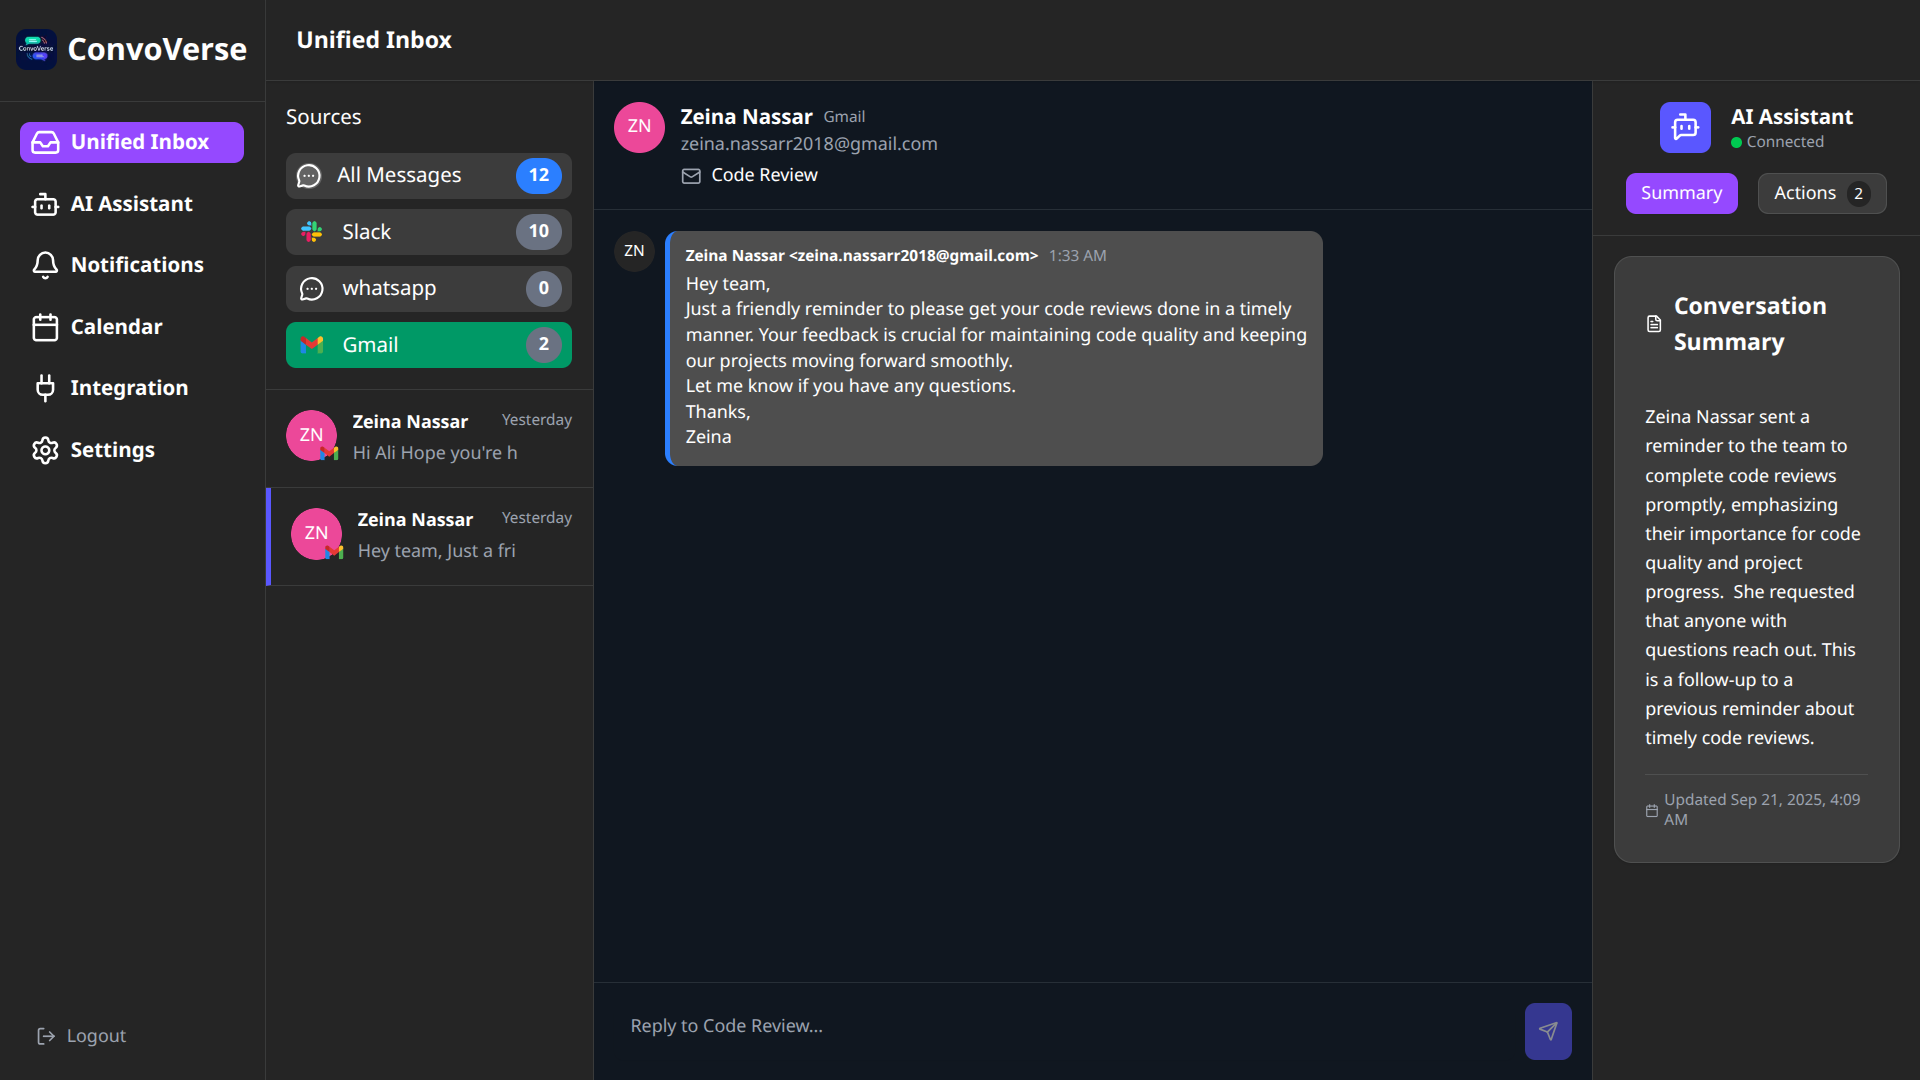 ConvoVerse
ConvoVerse
Unified Inbox
AI Assistant
Notifications
Calendar
Integration
Settings
Logout
Unified Inbox
Sources
All Messages 12
Slack 10
whatsapp 0
Gmail 2
ZN Zeina Nassar Yesterday
Hi Ali Hope you're h
ZN Zeina Nassar Yesterday
Hey team, Just a fri
ZN Zeina Nassar Gmail
zeina.nassarr2018@gmail.com
Code Review
ZN Zeina Nassar <zeina.nassarr2018@gmail.com> 1:33 AM
Hey team,
Just a friendly reminder to please get your code reviews done in a timely
manner. Your feedback is crucial for maintaining code quality and keeping
our projects moving forward smoothly.
Let me know if you have any questions.
Thanks,
Zeina
Reply to Code Review...
AI Assistant
Connected
Summary Actions 2
Conversation
Summary
Zeina Nassar sent a
reminder to the team to
complete code reviews
promptly, emphasizing
their importance for code
quality and project
progress.  She requested
that anyone with
questions reach out. This
is a follow-up to a
previous reminder about
timely code reviews.
Updated Sep 21, 2025, 4:09
AM